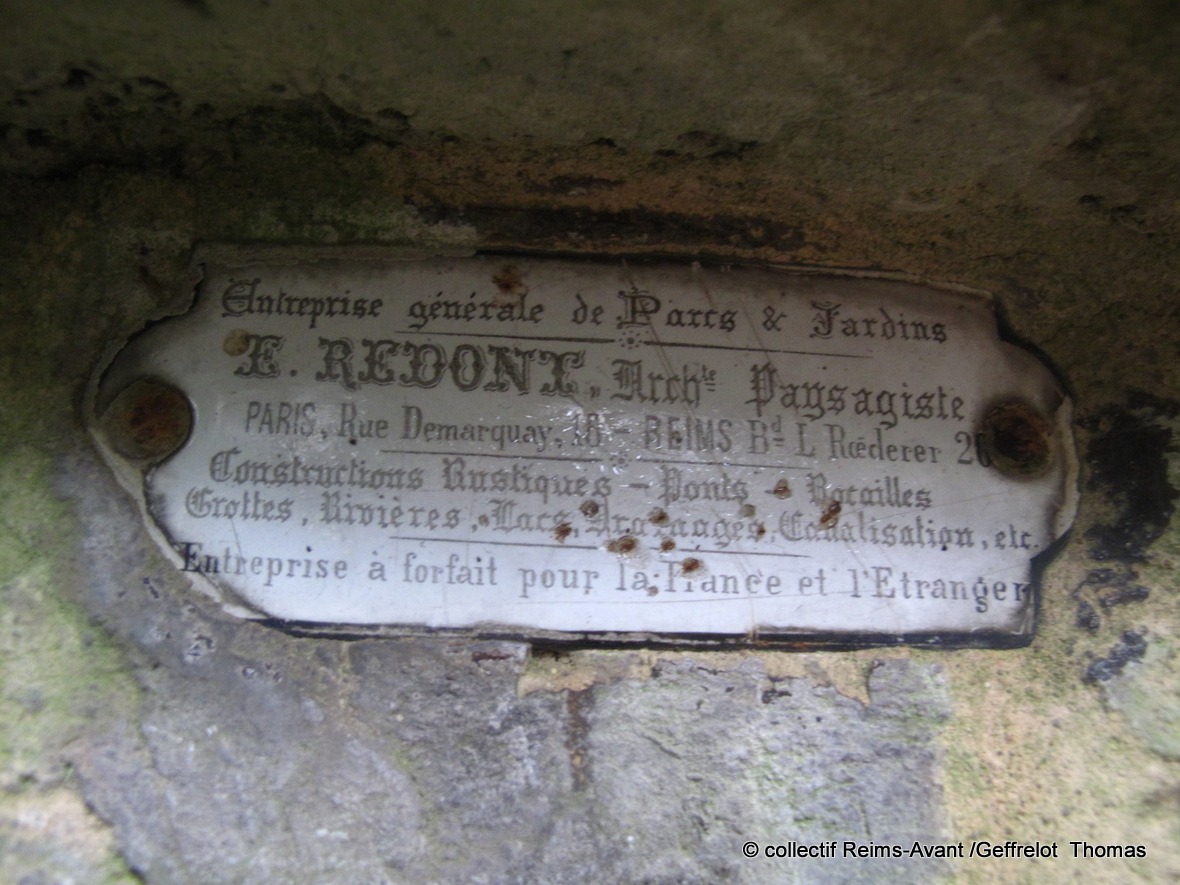 Entreprise générale de Parcs & Jardins
E. REDONT, Archte Paysagiste
PARIS, Rue Demarquay, 18 - REIMS Bd L Rœderer 26
Constructions Rustiques - Ponts - Rocailles
Grottes, Rivières, Lacs, Arrosages, Canalisation, etc.
Entreprise à forfait pour la France et l'Etranger
© collectif Reims-Avant /Geffrelot Thomas